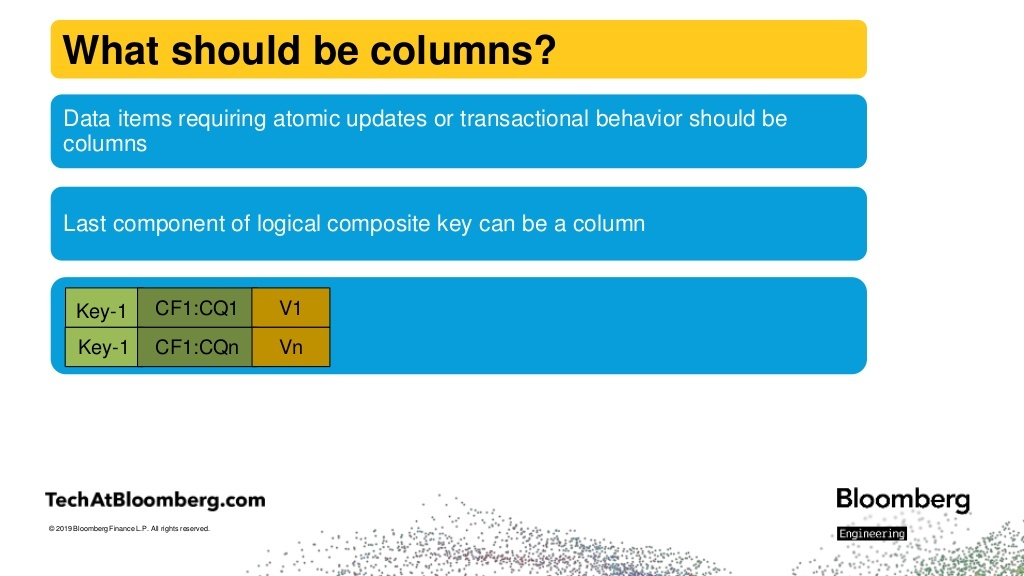 What should be columns?
Data items requiring atomic updates or transactional behavior should be
columns
Last component of logical composite key can be a column
Key-1 CF1:CQ1 V1
Key-1 CF1:CQn Vn
TechAtBloomberg.com
© 2019 Bloomberg Finance L.P. All rights reserved.
Bloomberg
Engineering